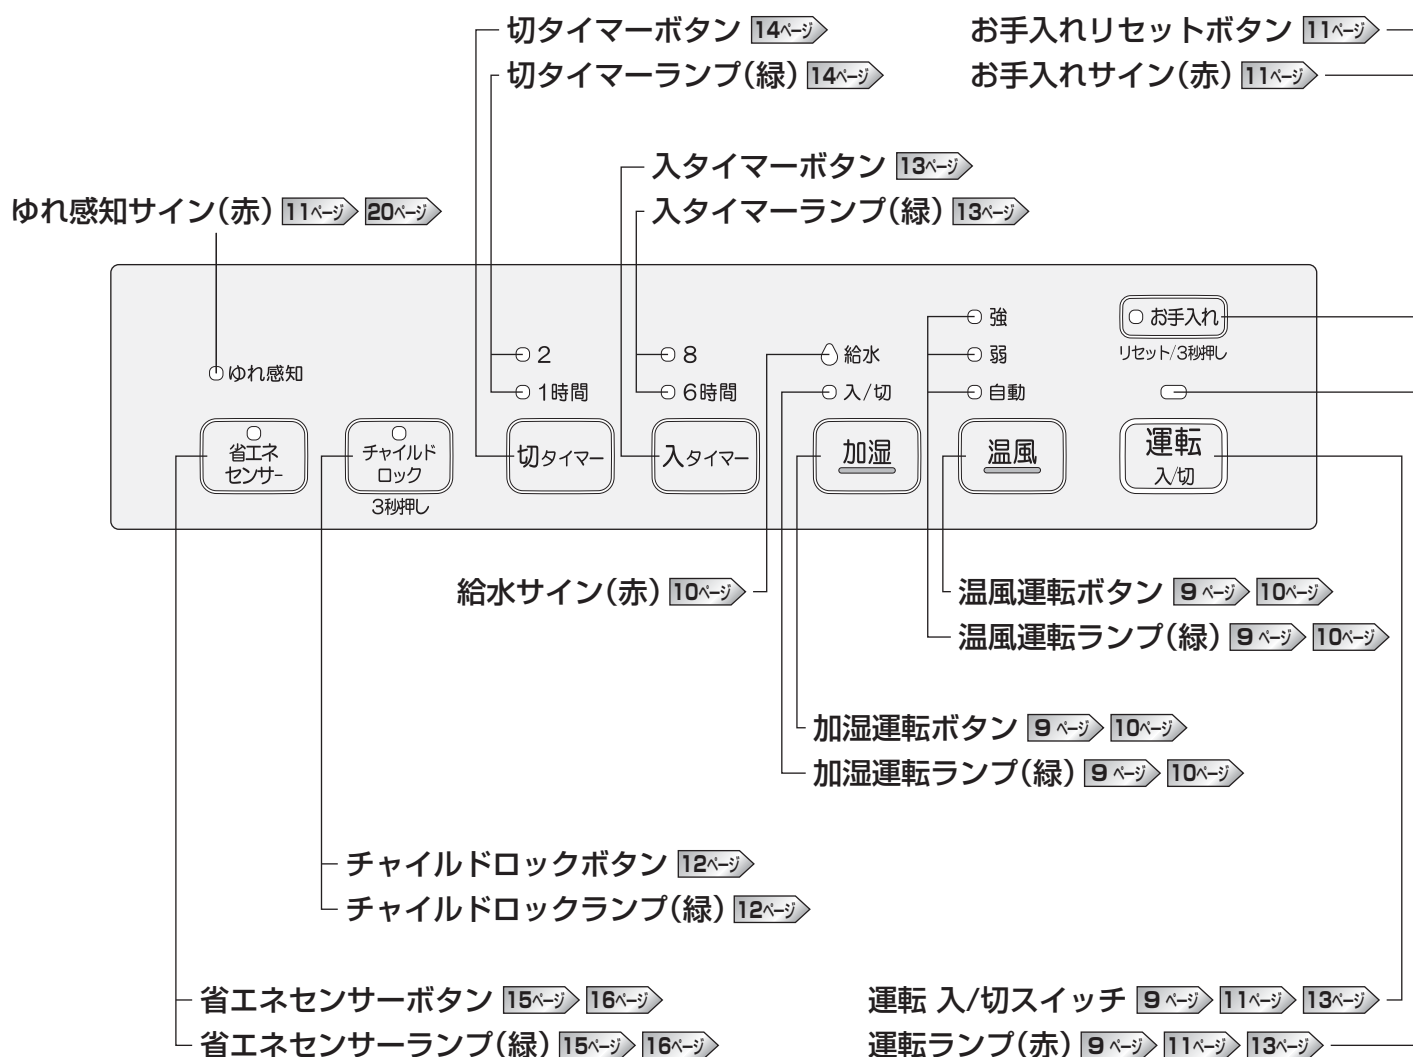 切タイマーボタン 14ページ
切タイマーランプ(緑) 14ページ
お手入れリセットボタン 11ページ
お手入れサイン(赤) 11ページ
入タイマーボタン 13ページ
入タイマーランプ(緑) 13ページ
ゆれ感知サイン(赤) 11ページ 20ページ
ゆれ感知
2
1時間
8
6時間
給水
入/切
強
弱
自動
お手入れ
リセット/3秒押し
省エネ
センサー
チャイルド
ロック
3秒押し
切タイマー
入タイマー
加湿
温風
運転
入/切
給水サイン(赤) 10ページ
温風運転ボタン 9ページ 10ページ
温風運転ランプ(緑) 9ページ 10ページ
加湿運転ボタン 9ページ 10ページ
加湿運転ランプ(緑) 9ページ 10ページ
チャイルドロックボタン 12ページ
チャイルドロックランプ(緑) 12ページ
省エネセンサーボタン 15ページ 16ページ
省エネセンサーランプ(緑) 15ページ 16ページ
運転 入/切スイッチ 9ページ 11ページ 13ページ
運転ランプ(赤) 9ページ 11ページ 13ページ